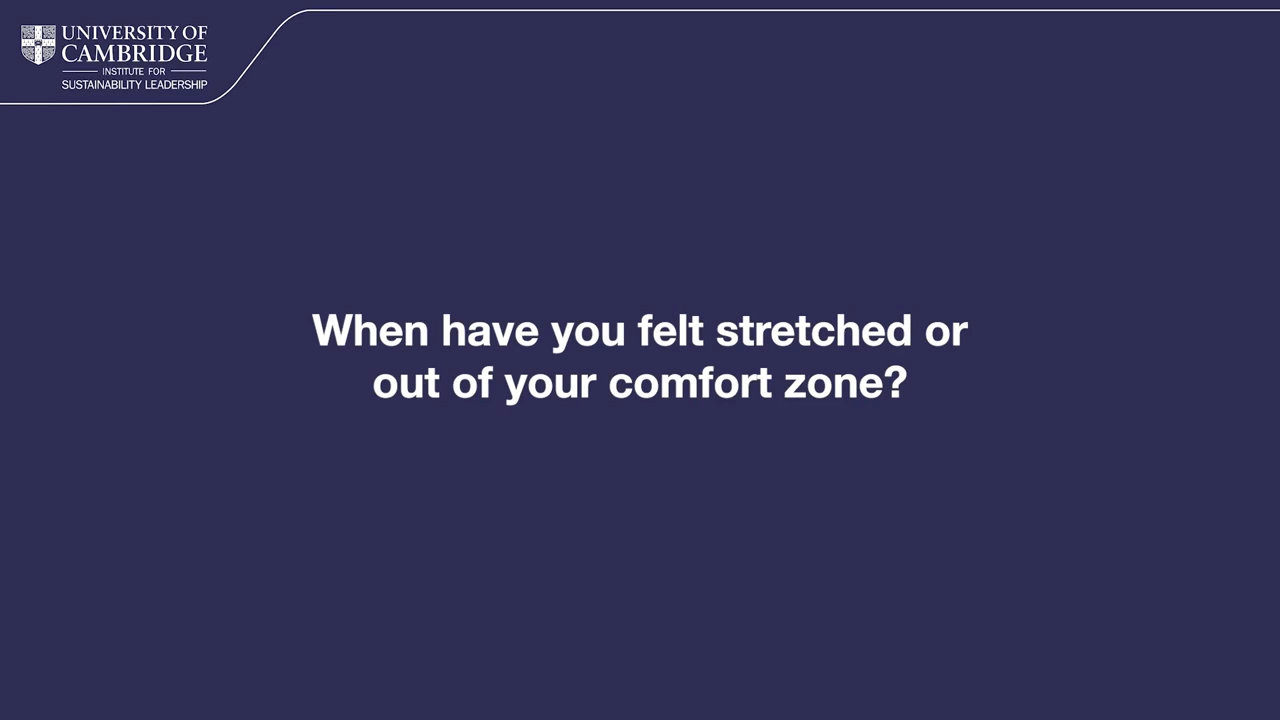 UNIVERSITY OF
CAMBRIDGE
INSTITUTE FOR
SUSTAINABILITY LEADERSHIP
When have you felt stretched or
out of your comfort zone?